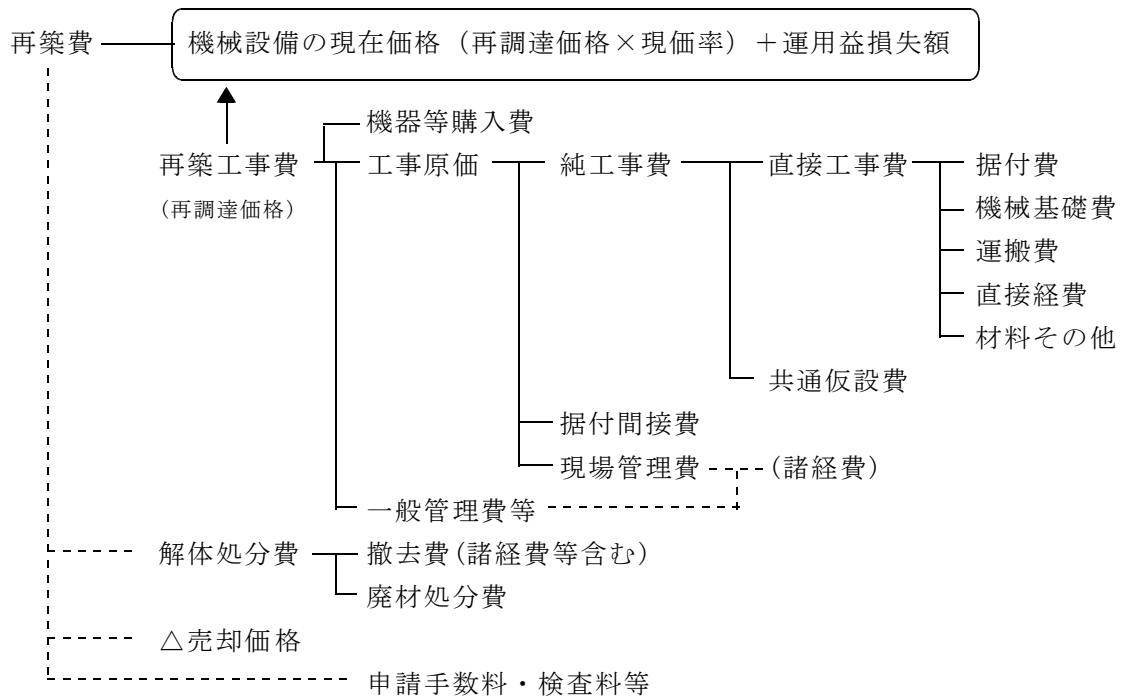 再築費 機械設備の現在価格（再調達価格×現価率）＋運用益損失額
機器等購入費
再築工事費 工事原価 純工事費 直接工事費 据付費
(再調達価格) 機械基礎費
運搬費
直接経費
材料その他
共通仮設費
据付間接費
現場管理費 (諸経費)
一般管理費等
解体処分費 撤去費(諸経費等含む)
廃材処分費
△売却価格
申請手数料・検査料等